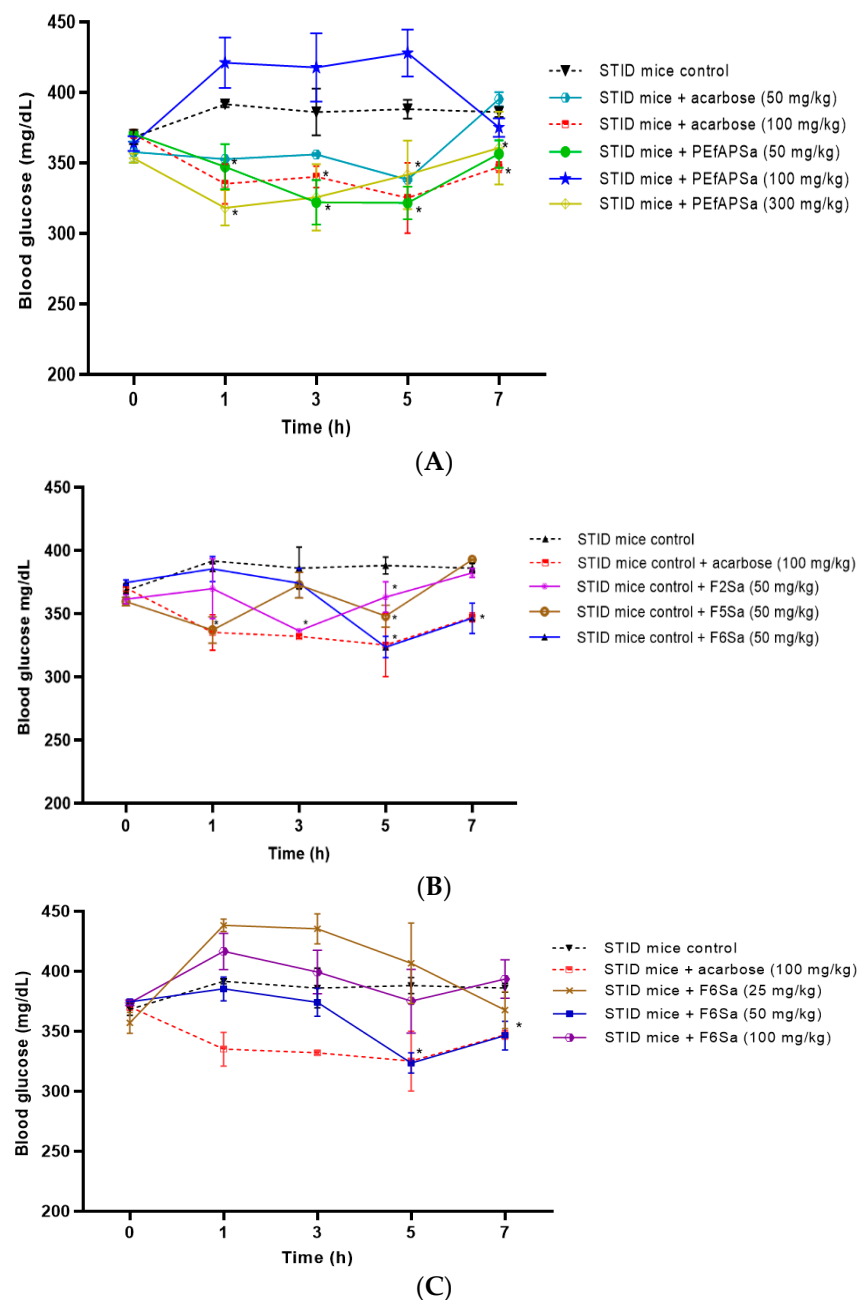 450
400
350
300
250
200
Blood glucose (mg/dL)
0 1 3 5 7
Time (h)
STID mice control
STID mice + acarbose (50 mg/kg)
STID mice + acarbose (100 mg/kg)
STID mice + PEfAPSa (50 mg/kg)
STID mice + PEfAPSa (100 mg/kg)
STID mice + PEfAPSa (300 mg/kg)
* * * * * * *
(A)
450
400
350
300
250
200
Blood glucose mg/dL
0 1 3 5 7
Time (h)
STID mice control
STID mice control + acarbose (100 mg/kg)
STID mice control + F2Sa (50 mg/kg)
STID mice control + F5Sa (50 mg/kg)
STID mice control + F6Sa (50 mg/kg)
* * * * * *
(B)
450
400
350
300
250
200
Blood glucose (mg/dL)
0 1 3 5 7
Time (h)
STID mice control
STID mice + acarbose (100 mg/kg)
STID mice + F6Sa (25 mg/kg)
STID mice + F6Sa (50 mg/kg)
STID mice + F6Sa (100 mg/kg)
* *
(C)